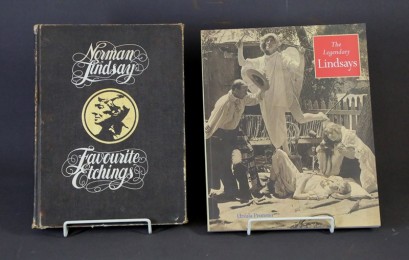 Norman
Lindsay
Favourite
Etchings
The
Legendary
Lindsays